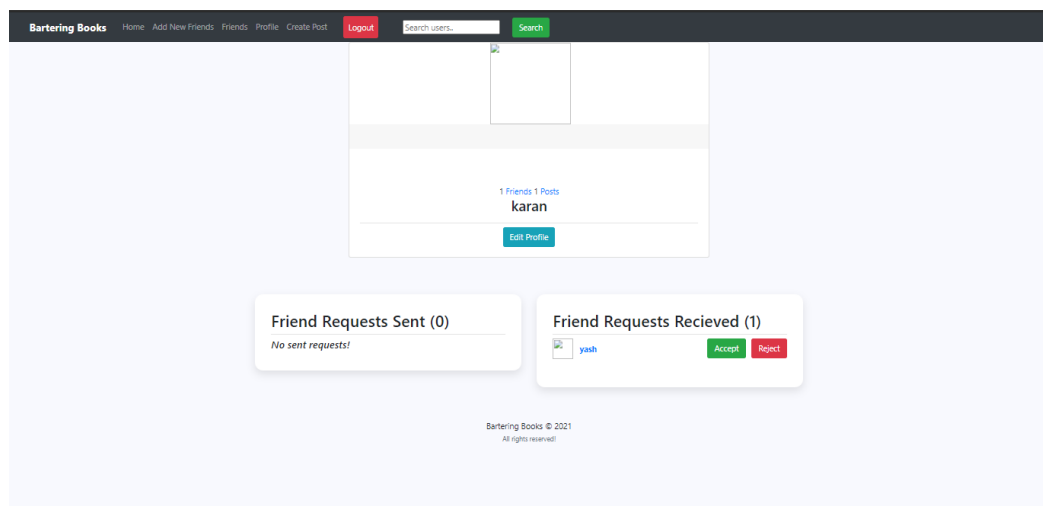 Bartering Books Home Add New Friends Friends Profile Create Post Logout Search users.. Search
1 Friends 1 Posts
karan
Edit Profile
Friend Requests Sent (0)
No sent requests!
Friend Requests Recieved (1)
yash Accept Reject
Bartering Books © 2021
All rights reserved!